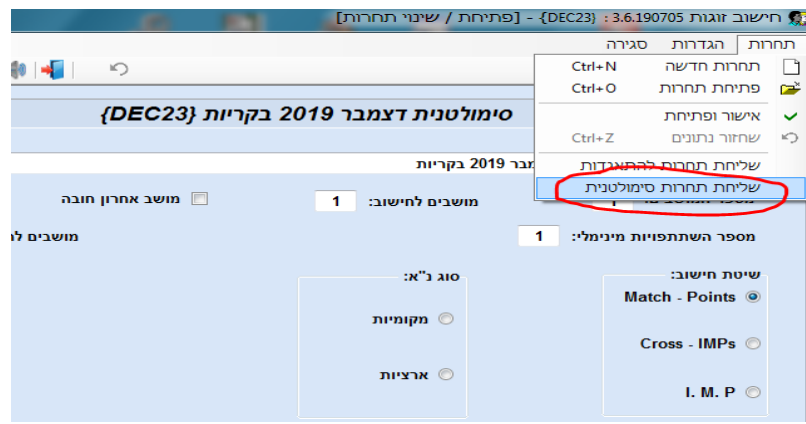 חישוב זוגות 3.6.190705 : {DEC23} - [פתיחת / שינוי תחרות]
תחרות הגדרות סגירה
תחרות חדשה Ctrl+N
פתיחת תחרות Ctrl+O
אישור ופתיחת
שחזור נתונים Ctrl+Z
שליחת תחרות להתאגדות
שליחת תחרות סימולטנית
סימולטנית דצמבר 2019 בקריות {DEC23}
2019 בקריות
מושבים לחישוב: 1
מושב אחרון חובה
מספר השתתפויות מינימלי: 1
מושבים
שיטת חישוב:
Match - Points
Cross - IMPs
I. M. P
סוג נ"א:
מקומיות
ארציות